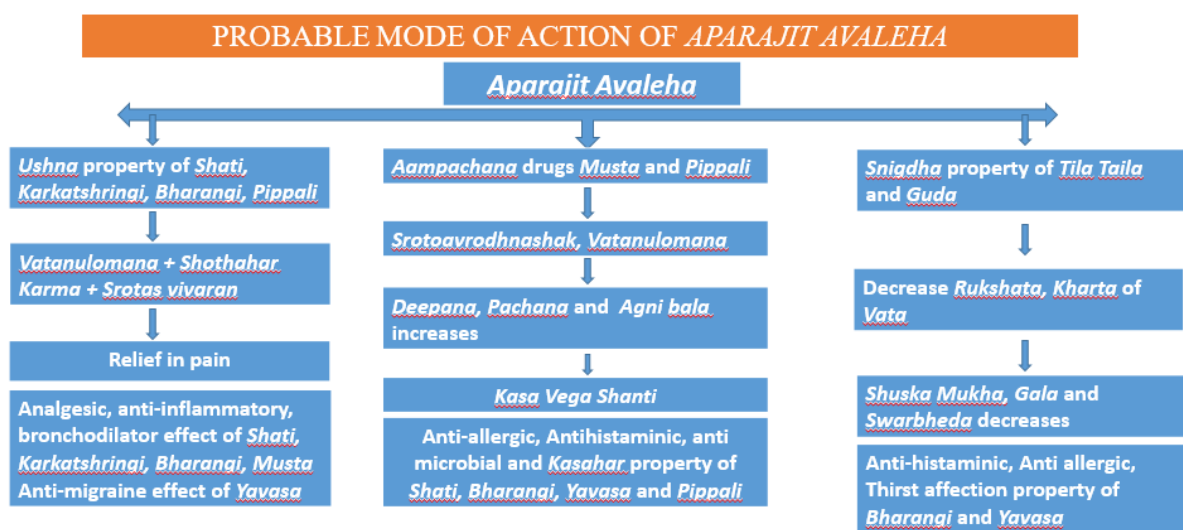 PROBABLE MODE OF ACTION OF APARAJIT AVALEHA
Aparajit Avaleha
Ushna property of Shati,
Karkatshringi, Bharangi, Pippali
Vatanulomana + Shothahar
Karma + Srotas vivaran
Relief in pain
Analgesic, anti-inflammatory,
bronchodilator effect of Shati,
Karkatshringi, Bharangi, Musta
Anti-migraine effect of Yavasa
Aampachana drugs Musta and Pippali
Srotoavrodhnashak, Vatanulomana
Deepana, Pachana and Agni bala
increases
Kasa Vega Shanti
Anti-allergic, Antihistaminic, anti
microbial and Kasahar property of
Shati, Bharangi, Yavasa and Pippali
Snigdha property of Tila Taila
and Guda
Decrease Rukshata, Kharta of
Vata
Shuska Mukha, Gala and
Swarbheda decreases
Anti-histaminic, Anti allergic,
Thirst affection property of
Bharangi and Yavasa